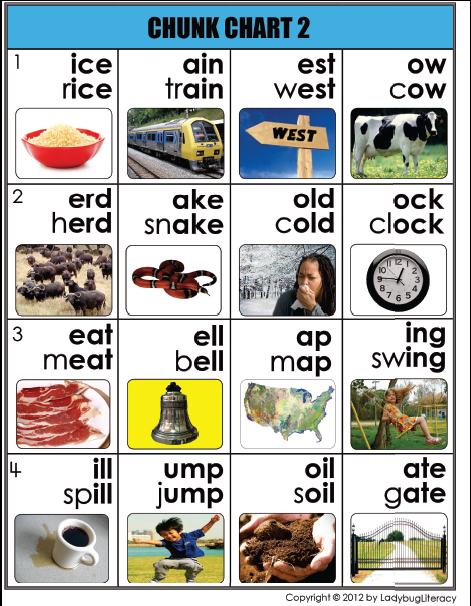 CHUNK CHART 2
1
ice
rice
ain
train
est
west
WEST
ow
cow
2
erd
herd
ake
snake
old
cold
ock
clock
3
eat
meat
ell
bell
ap
map
ing
swing
4
ill
spill
ump
jump
oil
soil
ate
gate
Copyright © 2012 by LadybugLiteracy